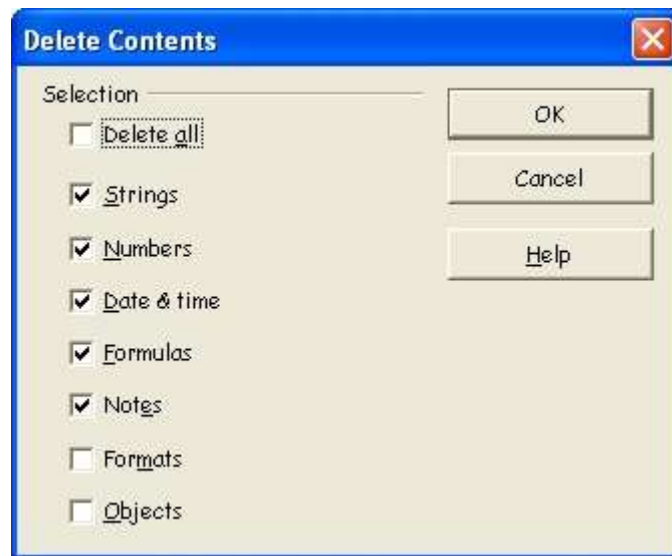 Delete Contents
Selection
Delete all
Strings
Numbers
Date & time
Formulas
Notes
Formats
Objects
OK
Cancel
Help